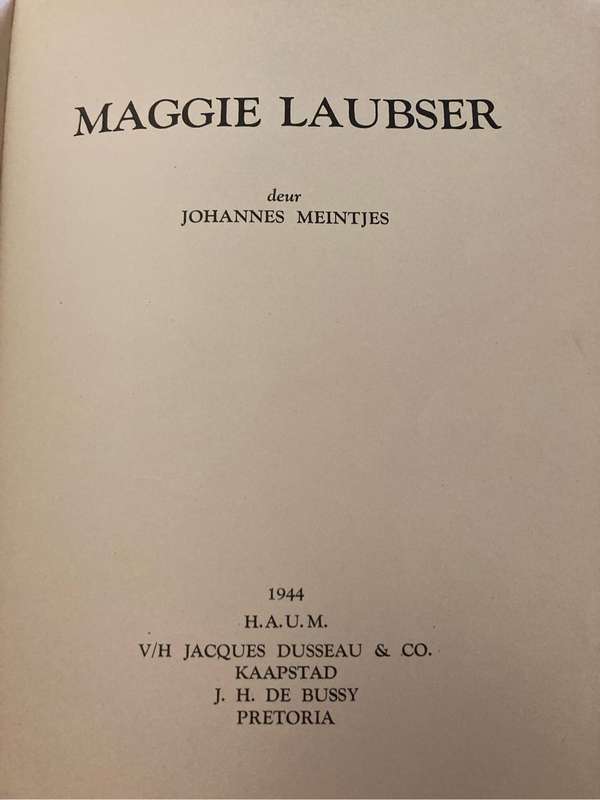 MAGGIE LAUBSER
deur
JOHANNES MEINTJES
1944
H.A.U.M.
V/H JACQUES DUSSEAU & CO.
KAAPSTAD
J. H. DE BUSSY
PRETORIA